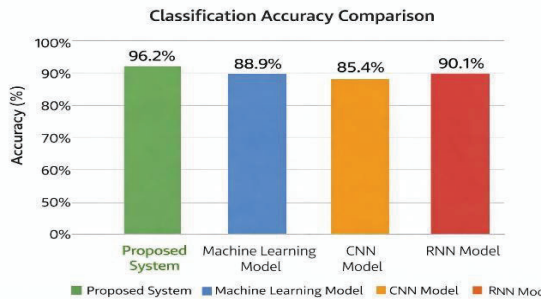 Classification Accuracy Comparison
100%
96.2%
88.9%
85.4%
90.1%
90%
80%
70%
60%
50%
0%
Accuracy (%)
Proposed System
Machine Learning Model
CNN Model
RNN Model
Proposed System
Machine Learning Model
CNN Model
RNN Mod